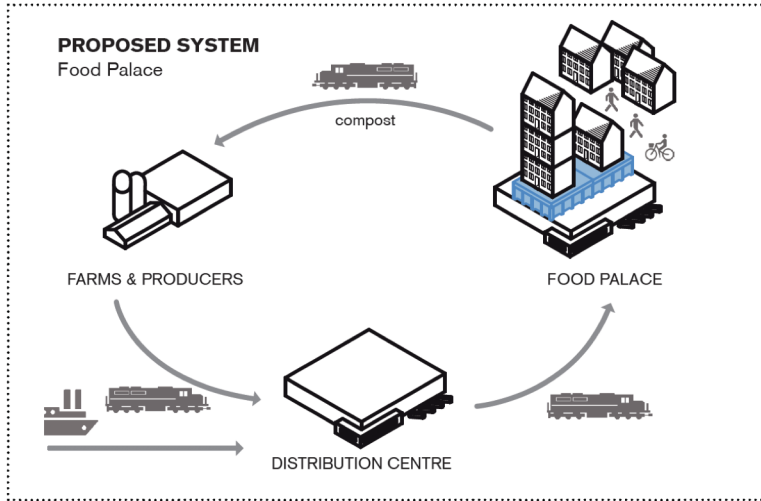 PROPOSED SYSTEM
Food Palace
compost
FARMS & PRODUCERS
FOOD PALACE
DISTRIBUTION CENTRE